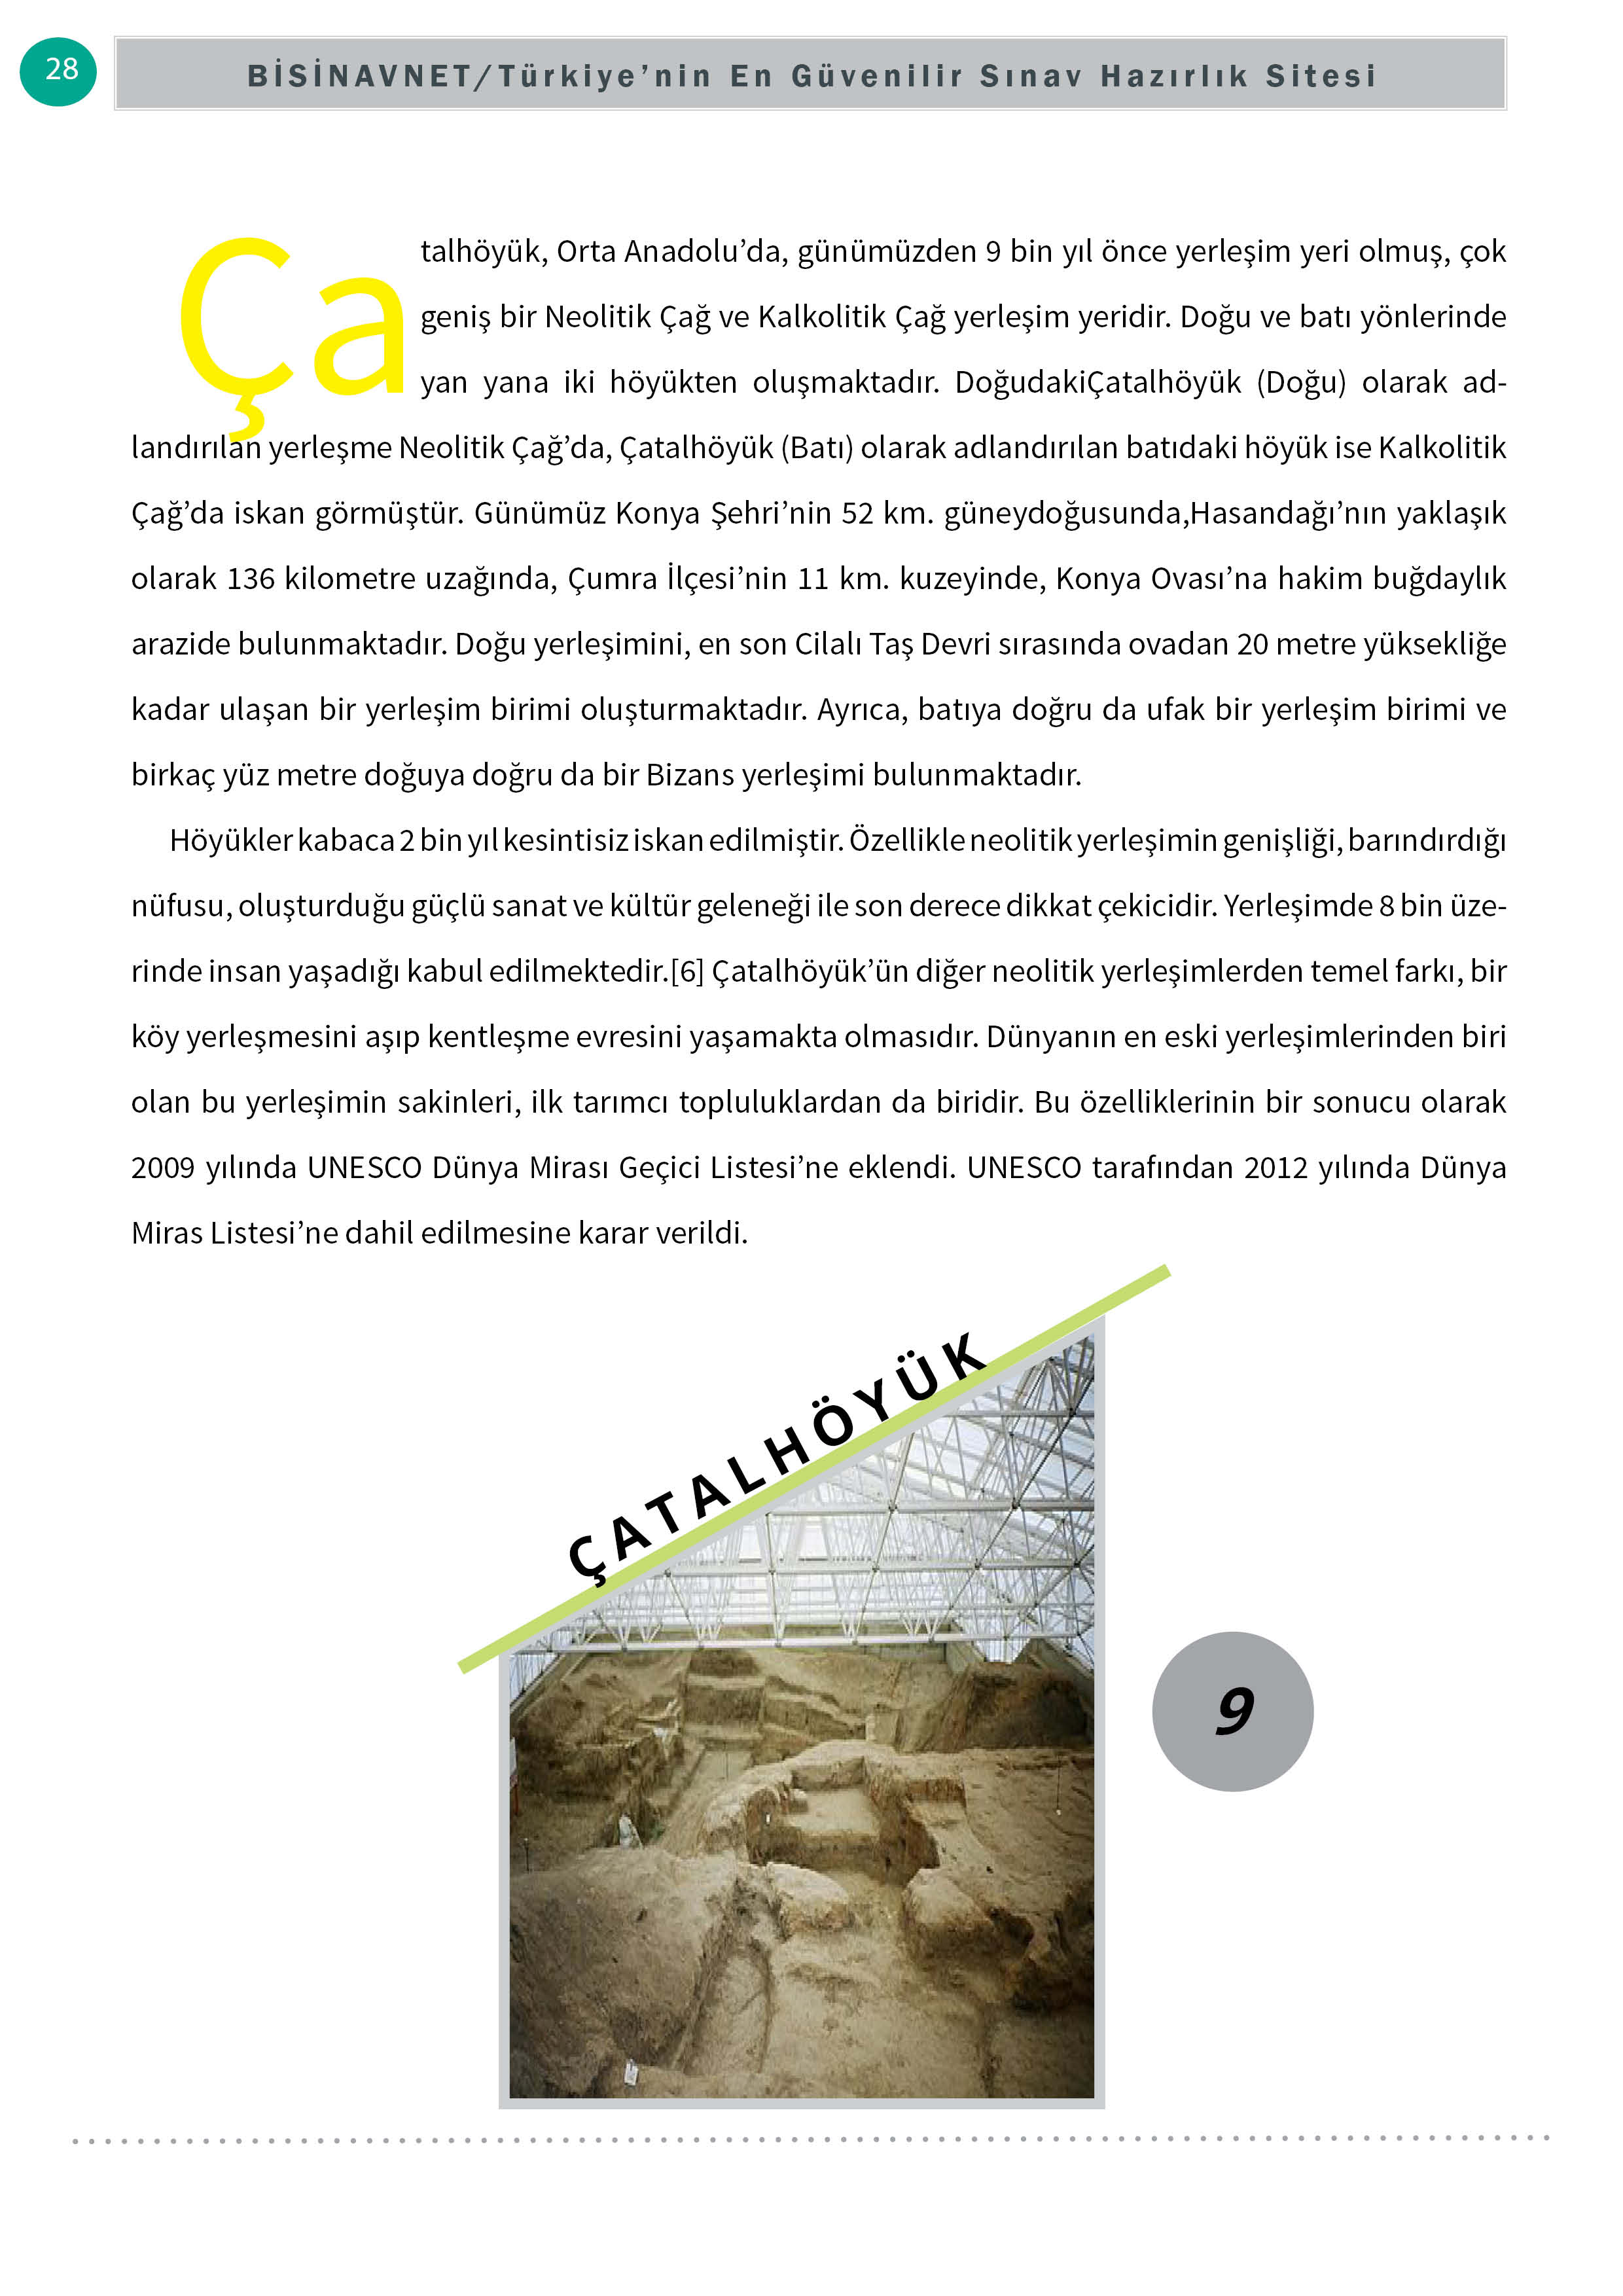 28
BİSİNAVNET/Türkiye’nin En Güvenilir Sınav Hazırlık Sitesi
Çatalhöyük, Orta Anadolu’da, günümüzden 9 bin yıl önce yerleşim yeri olmuş, çok
geniş bir Neolitik Çağ ve Kalkolitik Çağ yerleşim yeridir. Doğu ve batı yönlerinde
yan yana iki höyükten oluşmaktadır. DoğudakiÇatalhöyük (Doğu) olarak ad-
landırılan yerleşme Neolitik Çağ’da, Çatalhöyük (Batı) olarak adlandırılan batıdaki höyük ise Kalkolitik
Çağ’da iskan görmüştür. Günümüz Konya Şehri’nin 52 km. güneydoğusunda,Hasandağı’nın yaklaşık
olarak 136 kilometre uzağında, Çumra İlçesi’nin 11 km. kuzeyinde, Konya Ovası’na hakim buğdaylık
arazide bulunmaktadır. Doğu yerleşimini, en son Cilalı Taş Devri sırasında ovadan 20 metre yüksekliğe
kadar ulaşan bir yerleşim birimi oluşturmaktadır. Ayrıca, batıya doğru da ufak bir yerleşim birimi ve
birkaç yüz metre doğuya doğru da bir Bizans yerleşimi bulunmaktadır.
Höyükler kabaca 2 bin yıl kesintisiz iskan edilmiştir. Özellikle neolitik yerleşimin genişliği, barındırdığı
nüfusu, oluşturduğu güçlü sanat ve kültür geleneği ile son derece dikkat çekicidir. Yerleşimde 8 bin üze-
rinde insan yaşadığı kabul edilmektedir.[6] Çatalhöyük’ün diğer neolitik yerleşimlerden temel farkı, bir
köy yerleşmesini aşıp kentleşme evresini yaşamakta olmasıdır. Dünyanın en eski yerleşimlerinden biri
olan bu yerleşimin sakinleri, ilk tarımcı topluluklardan da biridir. Bu özelliklerinin bir sonucu olarak
2009 yılında UNESCO Dünya Mirası Geçici Listesi’ne eklendi. UNESCO tarafından 2012 yılında Dünya
Miras Listesi’ne dahil edilmesine karar verildi.
ÇATALHÖYÜK
9